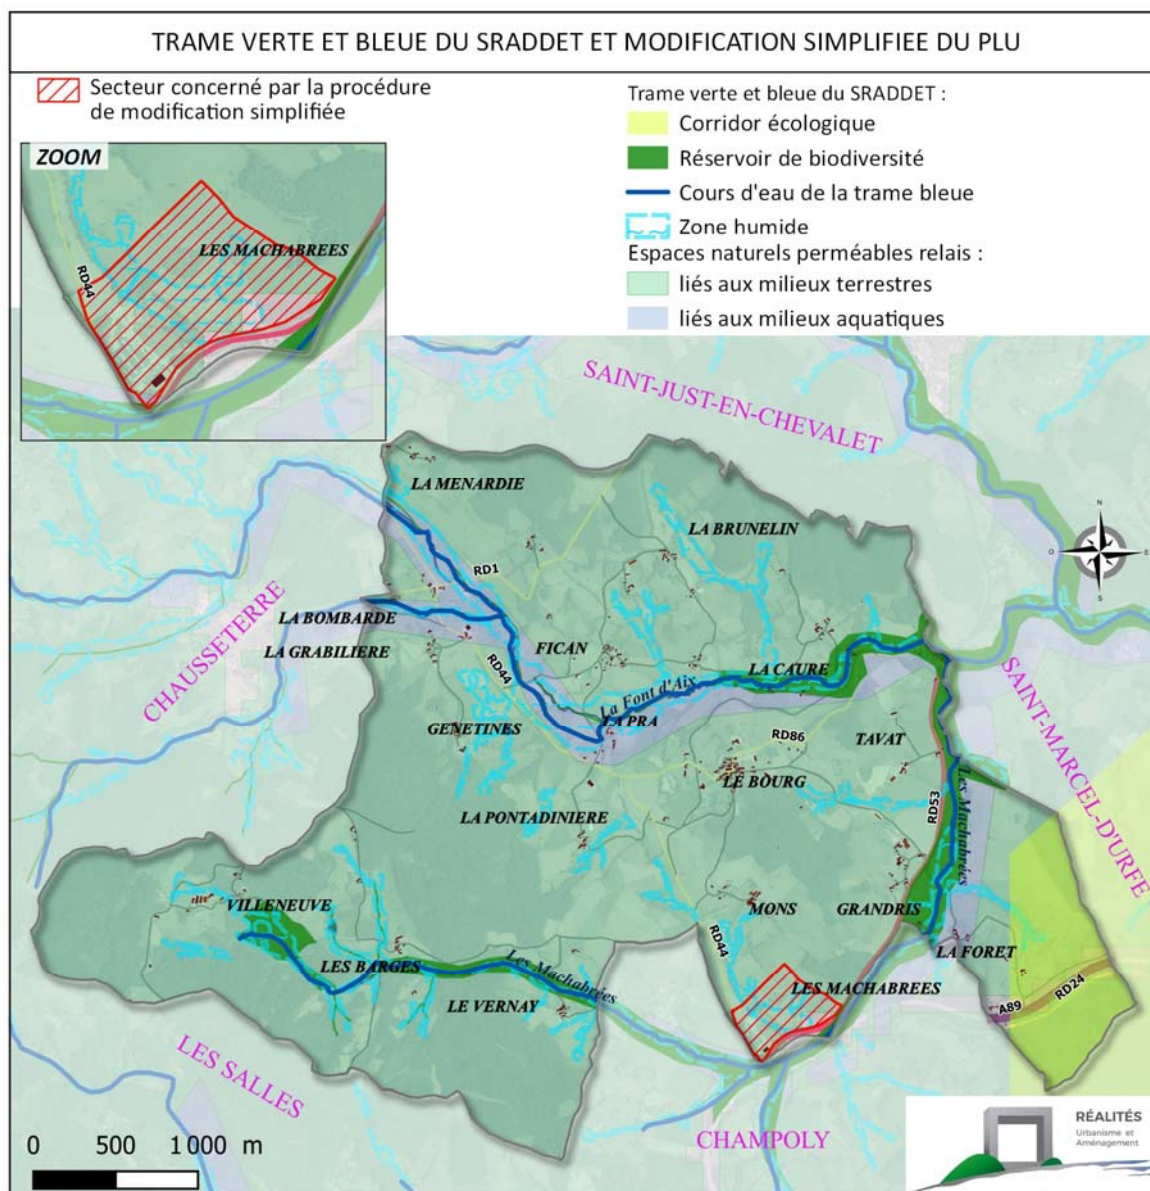 TRAME VERTE ET BLEUE DU SRADDET ET MODIFICATION SIMPLIFIEE DU PLU
Secteur concerné par la procédure
de modification simplifiée
Trame verte et bleue du SRADDET :
Corridor écologique
Réservoir de biodiversité
Cours d'eau de la trame bleue
Zone humide
Espaces naturels perméables relais :
liés aux milieux terrestres
liés aux milieux aquatiques
ZOOM
LES MACHABREES
RD44
SAINT-JUST-EN-CHEVALET
LA MENARDIE
LA BRUNELIN
N
O
E
S
RD1
CHAUSSETERRE
LA BOMBARDE
LA GRABILIERE
FICAN
RD44
LA CAURE
La Font d'Aix
LA PRA
GENETINES
RD86
TAVAT
SAINT-MARCEL-D'URFE
LE BOURG
RD53
Les Machabrées
LA PONTADINIERE
VILLENEUVE
MONS
GRANDRIS
RD44
LA FORET
LES BARGES
Les Machabrées
LES MACHABREES
LE VERNAY
A89
RD24
LES SALLES
CHAMPOLY
0 500 1 000 m
RÉALITÉS
Urbanisme et
Aménagement